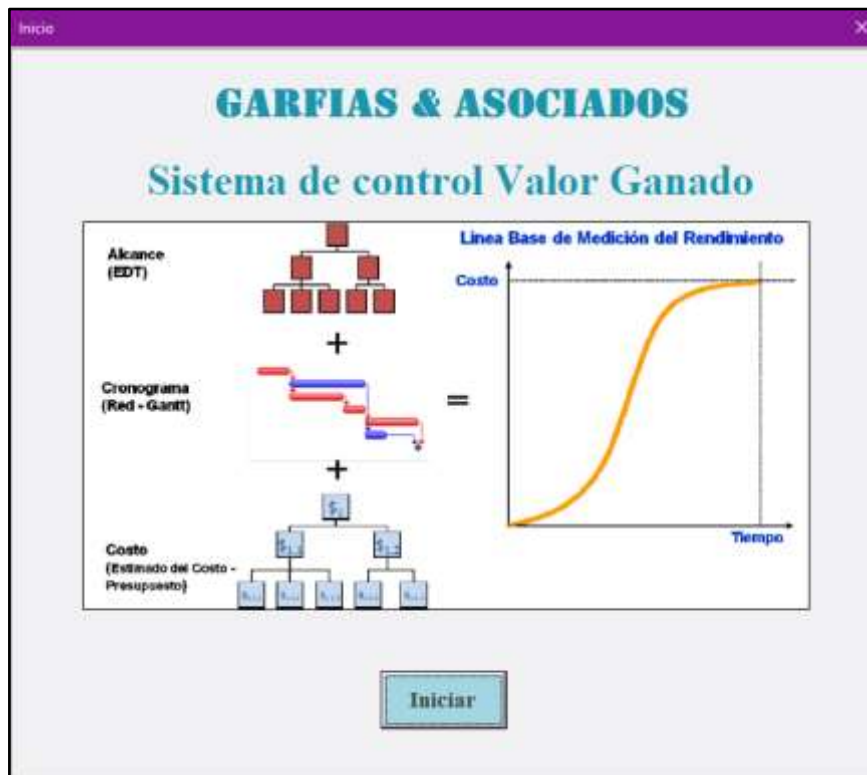 Inicio
GARFIAS & ASOCIADOS
Sistema de control Valor Ganado
Alcance
(EDT)
+
Cronograma
(Red - Gantt)
+
Costo
(Estimado del Costo -
Presupuesto)
=
Linea Base de Medición del Rendimiento
Costo
Tiempo
Iniciar